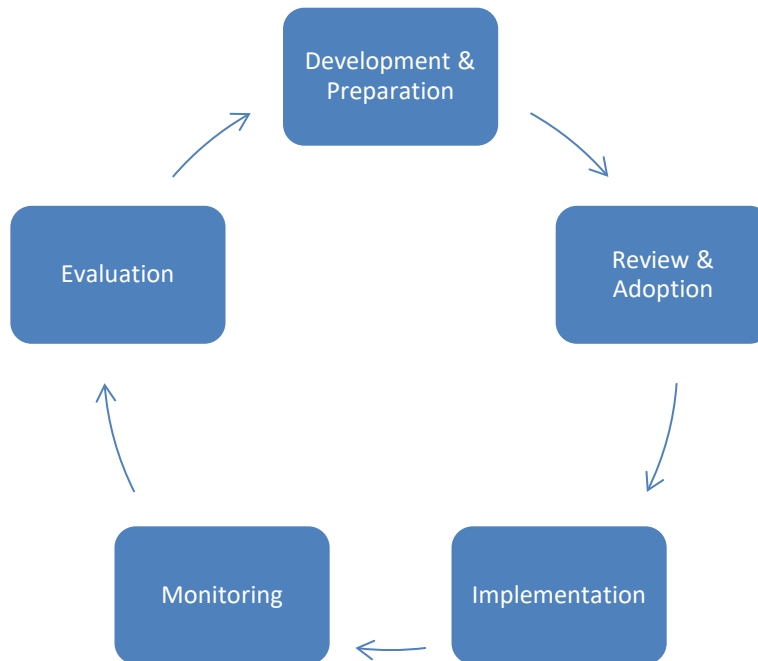 Development &
Preparation
Review &
Adoption
Implementation
Monitoring
Evaluation